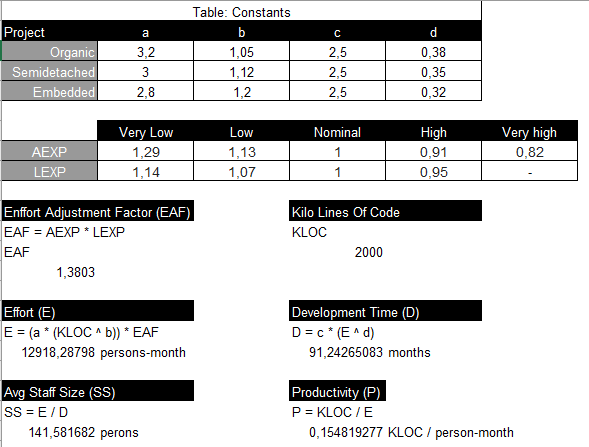 Table: Constants
Project a b c d
Organic 3,2 1,05 2,5 0,38
Semidetached 3 1,12 2,5 0,35
Embedded 2,8 1,2 2,5 0,32
Very Low Low Nominal High Very high
AEXP 1,29 1,13 1 0,91 0,82
LEXP 1,14 1,07 1 0,95 -
Enffort Adjustment Factor (EAF) Kilo Lines Of Code
EAF = AEXP * LEXP KLOC
EAF 2000
1,3803
Effort (E) Development Time (D)
E = (a * (KLOC ^ b)) * EAF D = c * (E ^ d)
12918,28798 persons-month 91,24265083 months
Avg Staff Size (SS) Productivity (P)
SS = E / D P = KLOC / E
141,581682 perons 0,154819277 KLOC / person-month